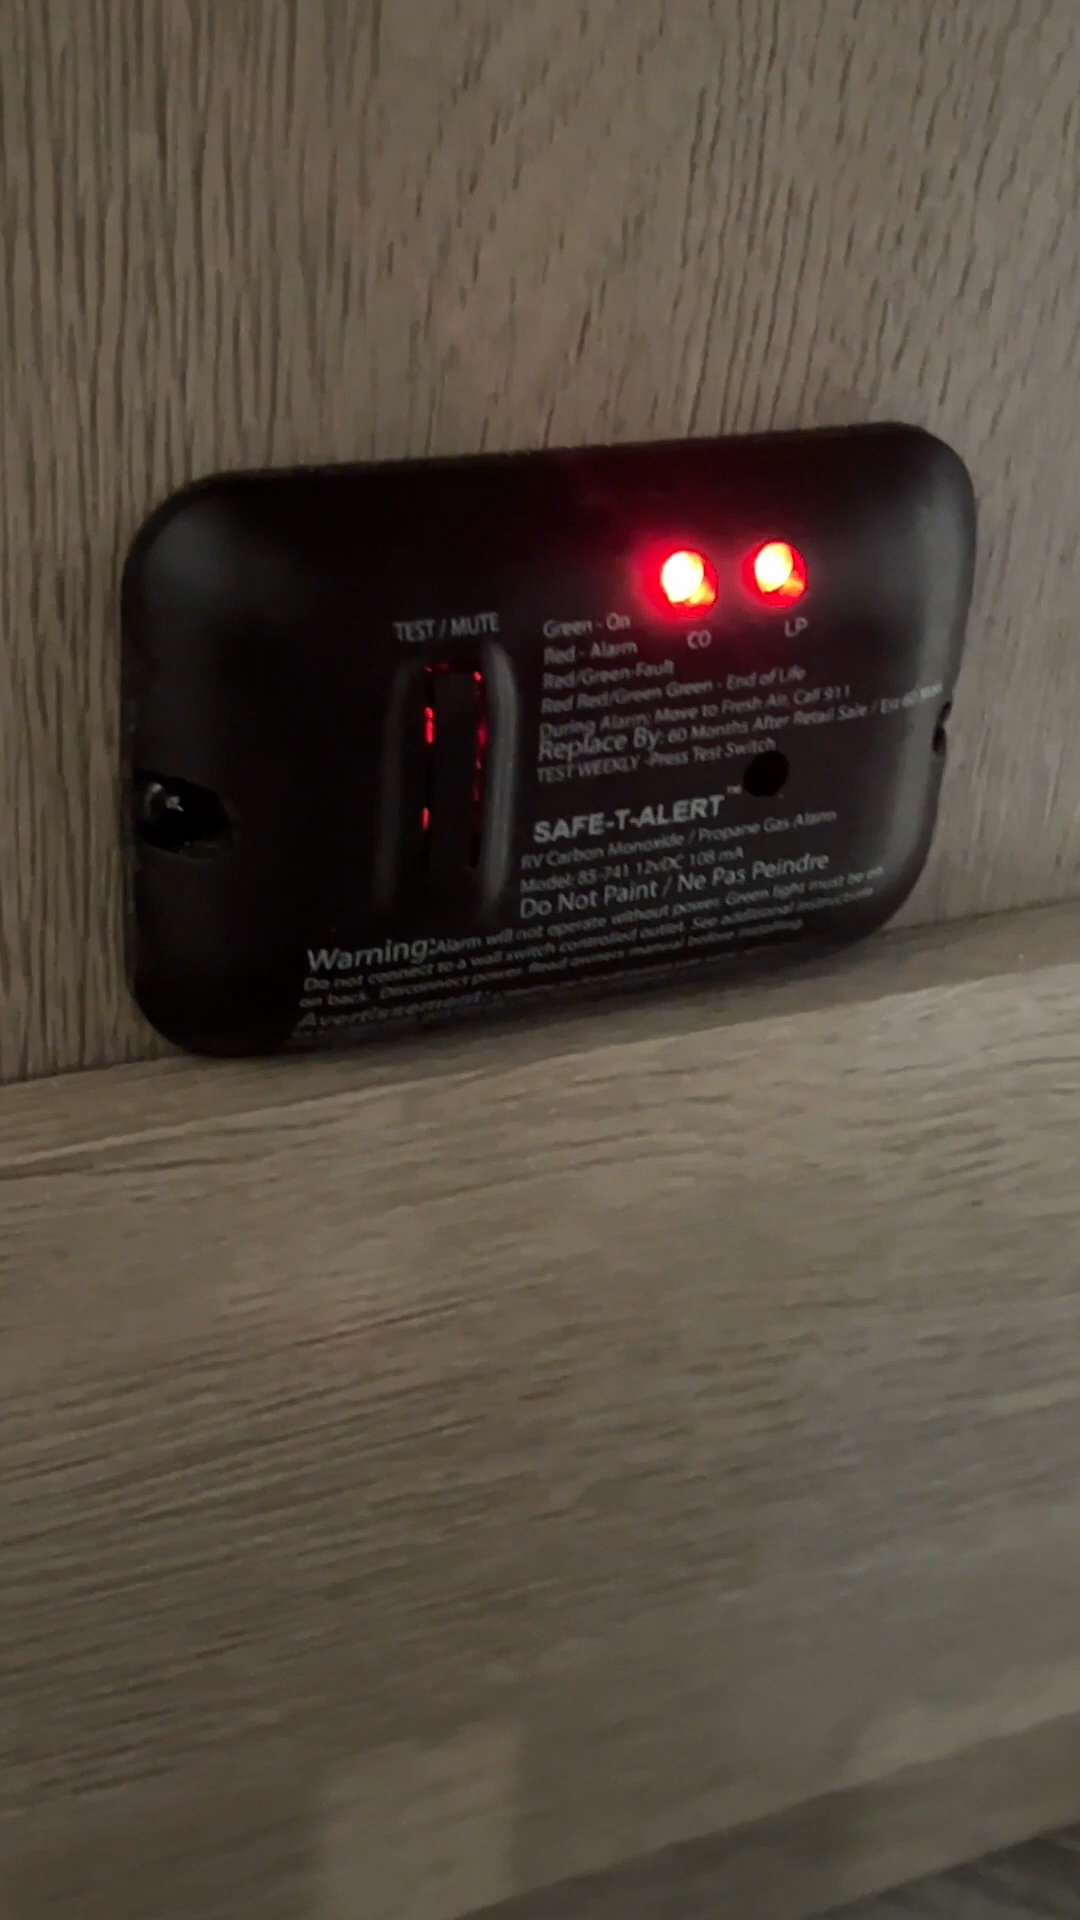 TEST / MUTE
CO
LP
Green - On
Red - Alarm
Red/Green-Fault
Red Red/Green Green - End of Life
During Alarm: Move to Fresh Air, Call 911
Replace By: 60 Months After Retail Sale /
TEST WEEKLY -Press Test Switch
SAFE-T-ALERT™
RV Carbon Monoxide / Propane Gas Alarm
Model: 85-741 12vDC 108 mA
Do Not Paint / Ne Pas Peindre
Warning: Alarm will not operate without power. Green light must be on.
Do not connect to a wall switch controlled outlet. See additional instructions
on back. Disconnect power. Read owners manual before installing.
Avertissement: